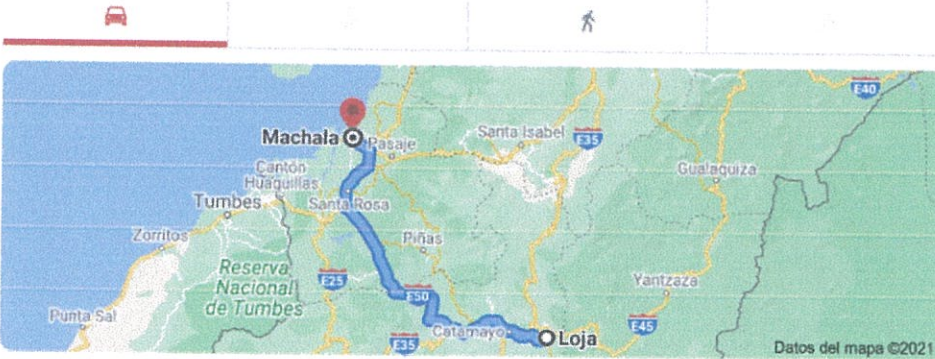 E40
Machala
Pasaje
Santa Isabel
E35
Gualaquiza
Cantón
Huaquillas
Tumbes
Santa Rosa
Zorritos
Piñas
Reserva
Nacional
de Tumbes
E25
E50
Yantzaza
Punta Sal
Catamayo
Loja
E45
E35
Datos del mapa ©2021